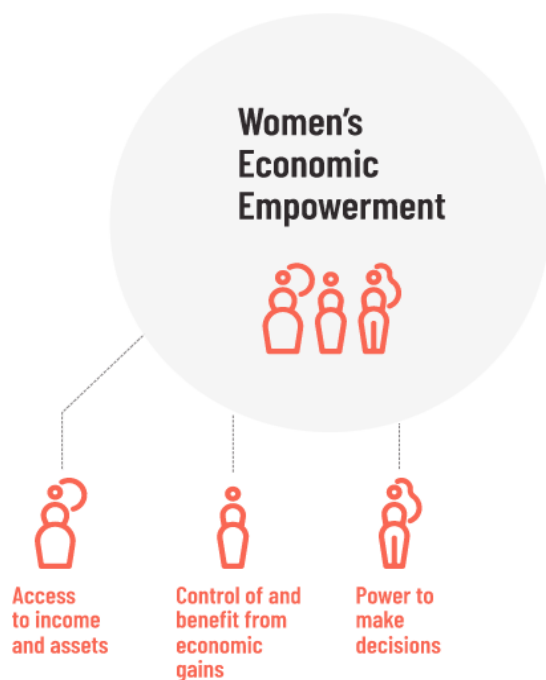 Women’s
Economic
Empowerment
Access
to income
and assets
Control of and
benefit from
economic
gains
Power to
make
decisions